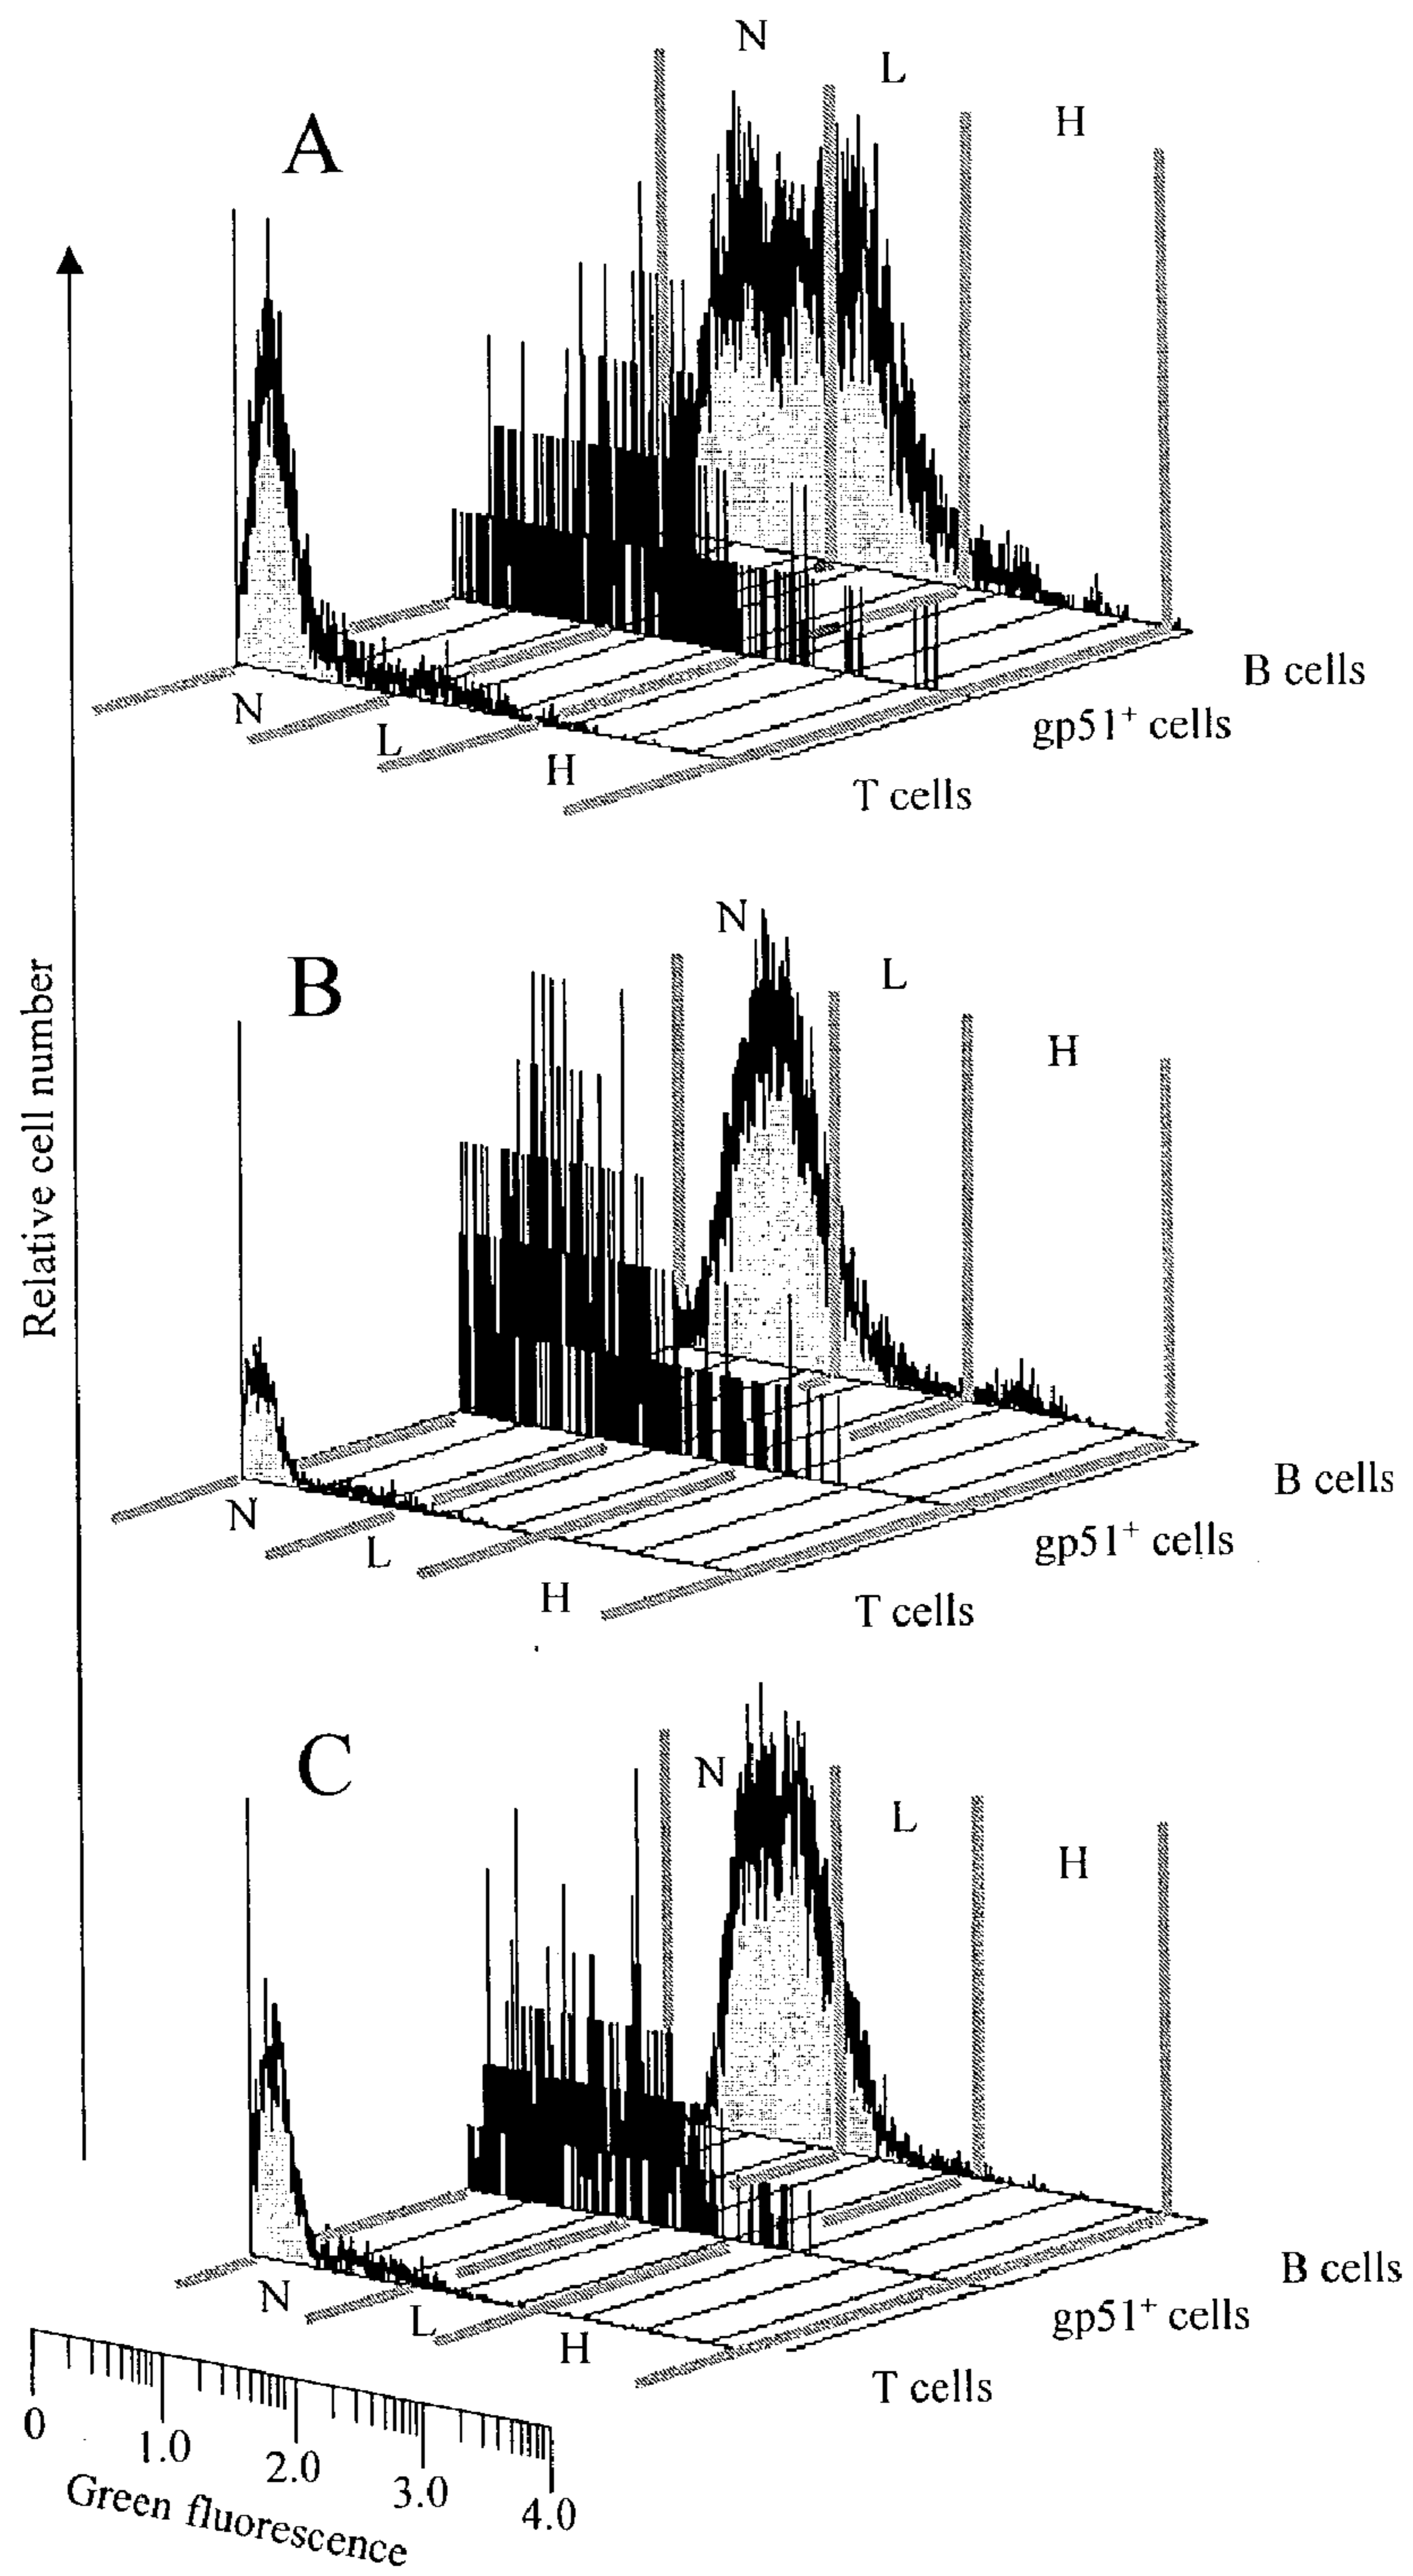 N
L
H
A
B cells
gp51⁺ cells
T cells
N
L
H
Relative cell number
N
L
H
B
B cells
gp51⁺ cells
T cells
N
L
H
N
L
H
C
B cells
gp51⁺ cells
T cells
N
L
H
0
1.0
2.0
3.0
4.0
Green fluorescence